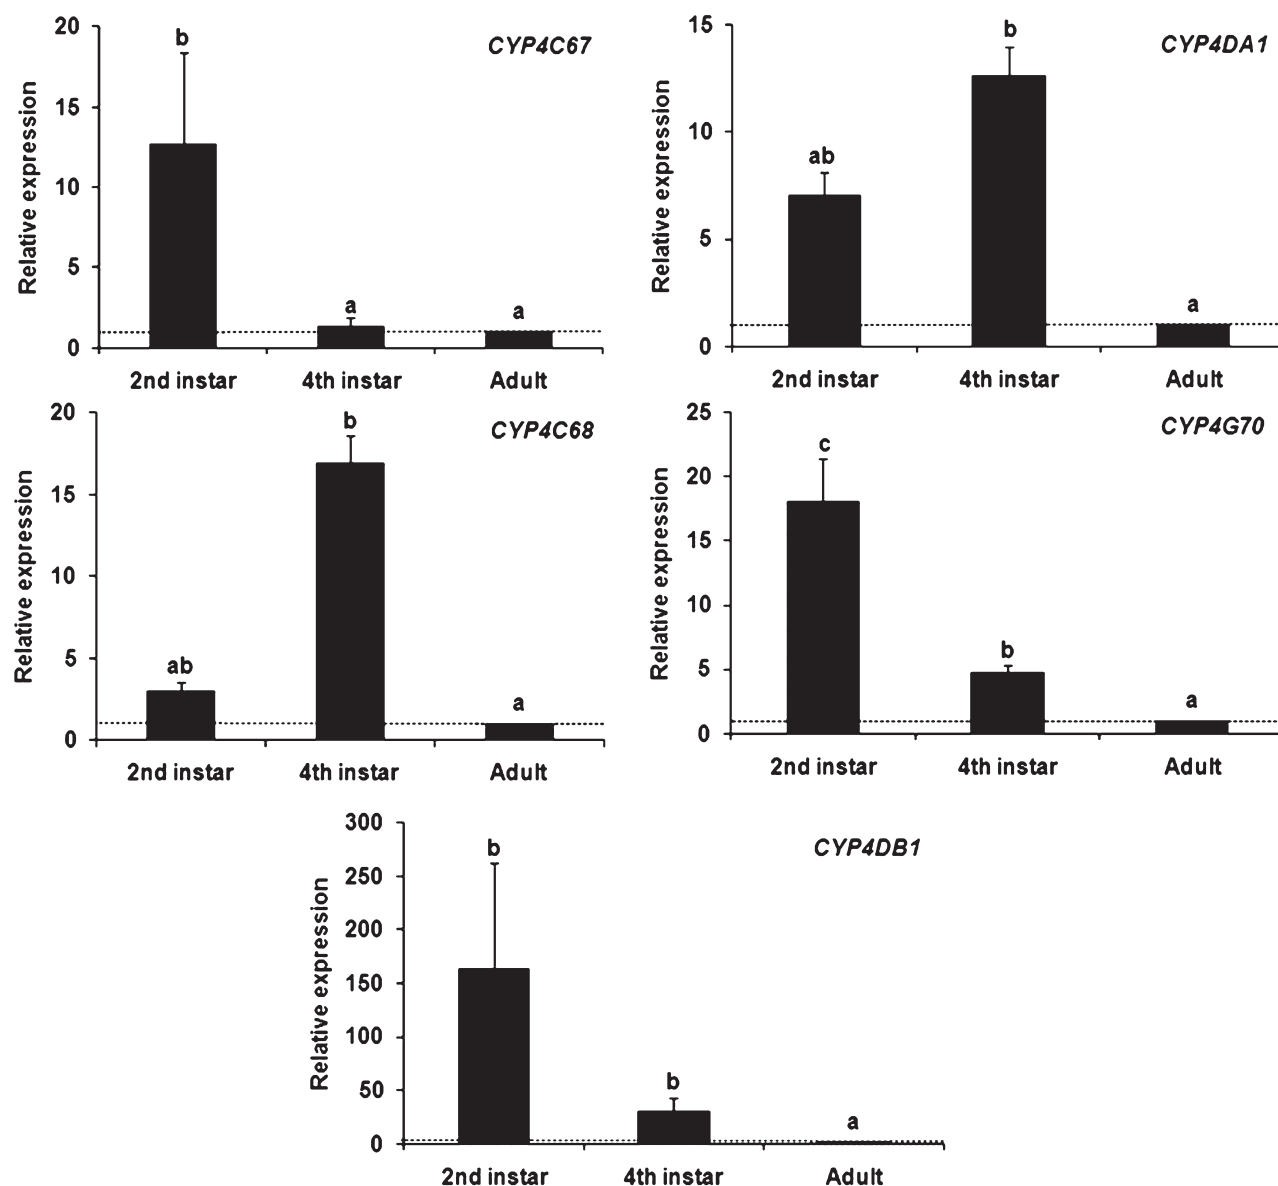 CYP4C67
Relative expression
20
15
10
5
0
b
a
a
2nd instar 4th instar Adult
CYP4DA1
Relative expression
15
10
5
0
ab
b
a
2nd instar 4th instar Adult
CYP4C68
Relative expression
20
15
10
5
0
ab
b
a
2nd instar 4th instar Adult
CYP4G70
Relative expression
25
20
15
10
5
0
c
b
a
2nd instar 4th instar Adult
CYP4DB1
Relative expression
300
250
200
150
100
50
0
b
b
a
2nd instar 4th instar Adult